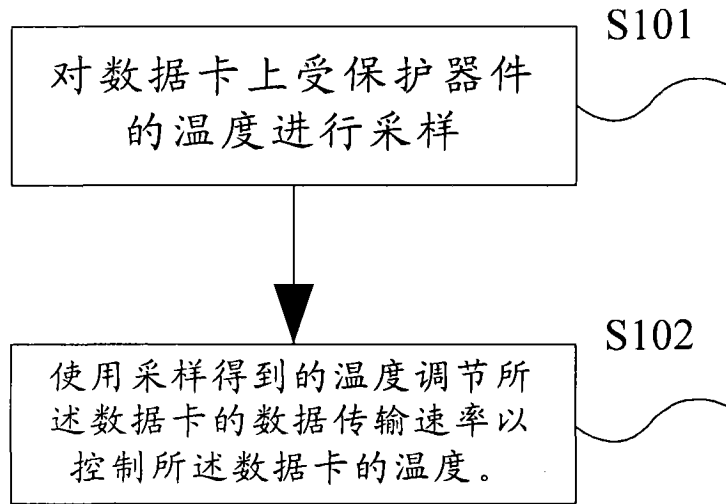 S101
对数据卡上受保护器件
的温度进行采样
S102
使用采样得到的温度调节所
述数据卡的数据传输速率以
控制所述数据卡的温度。